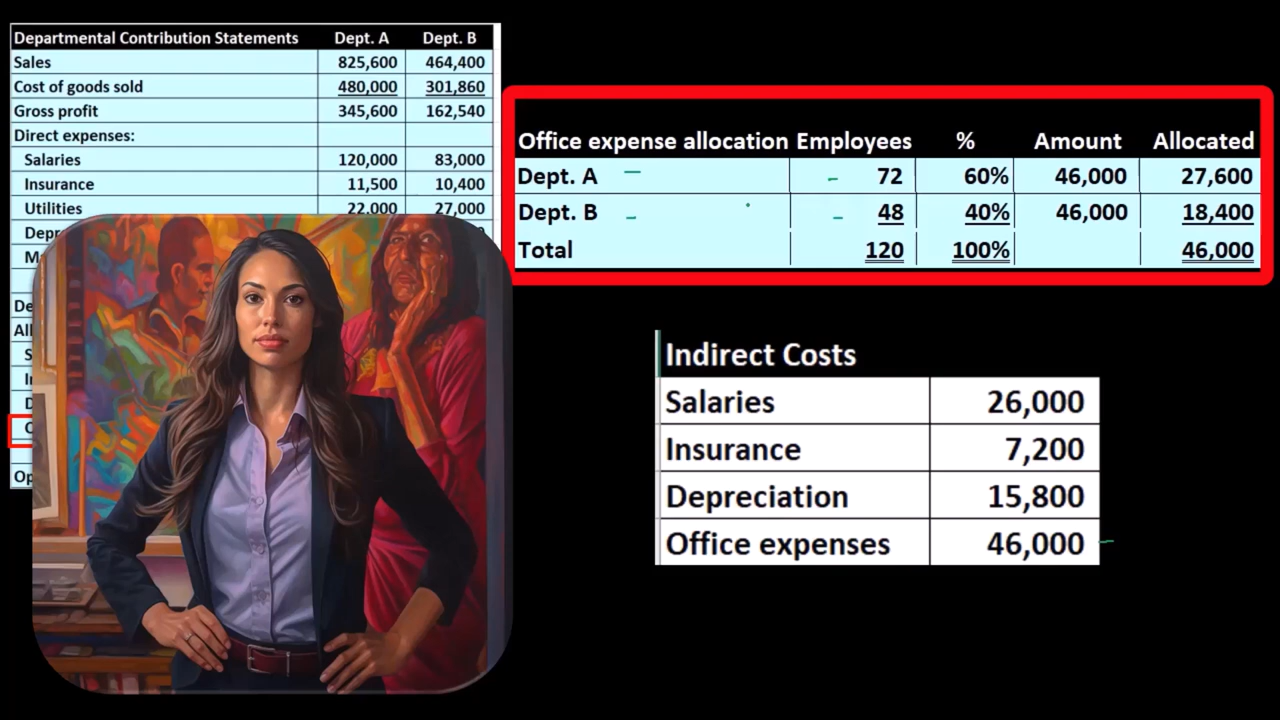 Departmental Contribution Statements Dept. A Dept. B
Sales 825,600 464,400
Cost of goods sold 480,000 301,860
Gross profit 345,600 162,540
Direct expenses:
Salaries 120,000 83,000
Insurance 11,500 10,400
Utilities 22,000 27,000
Office expense allocation Employees % Amount Allocated
Dept. A 72 60% 46,000 27,600
Dept. B 48 40% 46,000 18,400
Total 120 100% 46,000
Indirect Costs
Salaries 26,000
Insurance 7,200
Depreciation 15,800
Office expenses 46,000